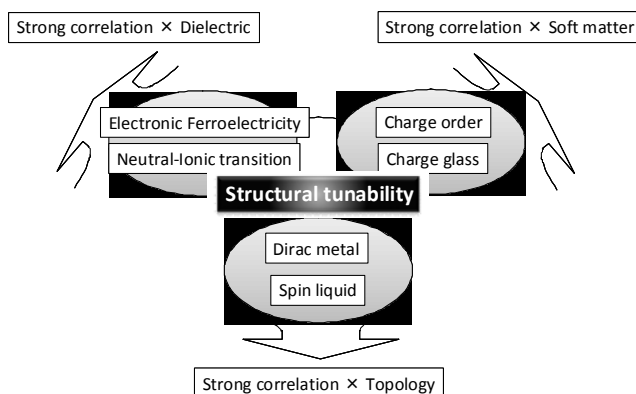 Strong correlation × Dielectric
Strong correlation × Soft matter
Electronic Ferroelectricity
Neutral-Ionic transition
Charge order
Charge glass
Structural tunability
Dirac metal
Spin liquid
Strong correlation × Topology